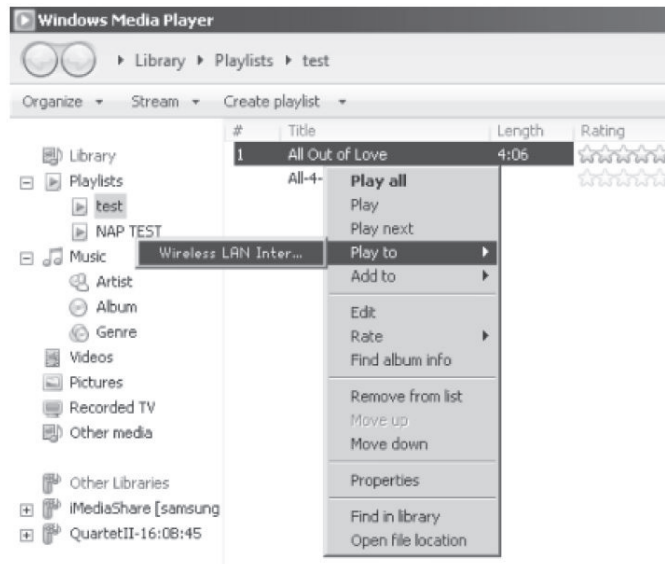 Windows Media Player
Library Playlists test
Organize Stream Create playlist
# Title Length Rating
Library
Playlists
test
NAP TEST
Music
Artist
Album
Genre
Videos
Pictures
Recorded TV
Other media
Other Libraries
iMediaShare [samsung
QuartetII-16:0B:45
1 All Out of Love 4:06
All-4-
Play all
Play
Play next
Play to
Wireless LAN Inter...
Add to
Edit
Rate
Find album info
Remove from list
Move up
Move down
Properties
Find in library
Open file location